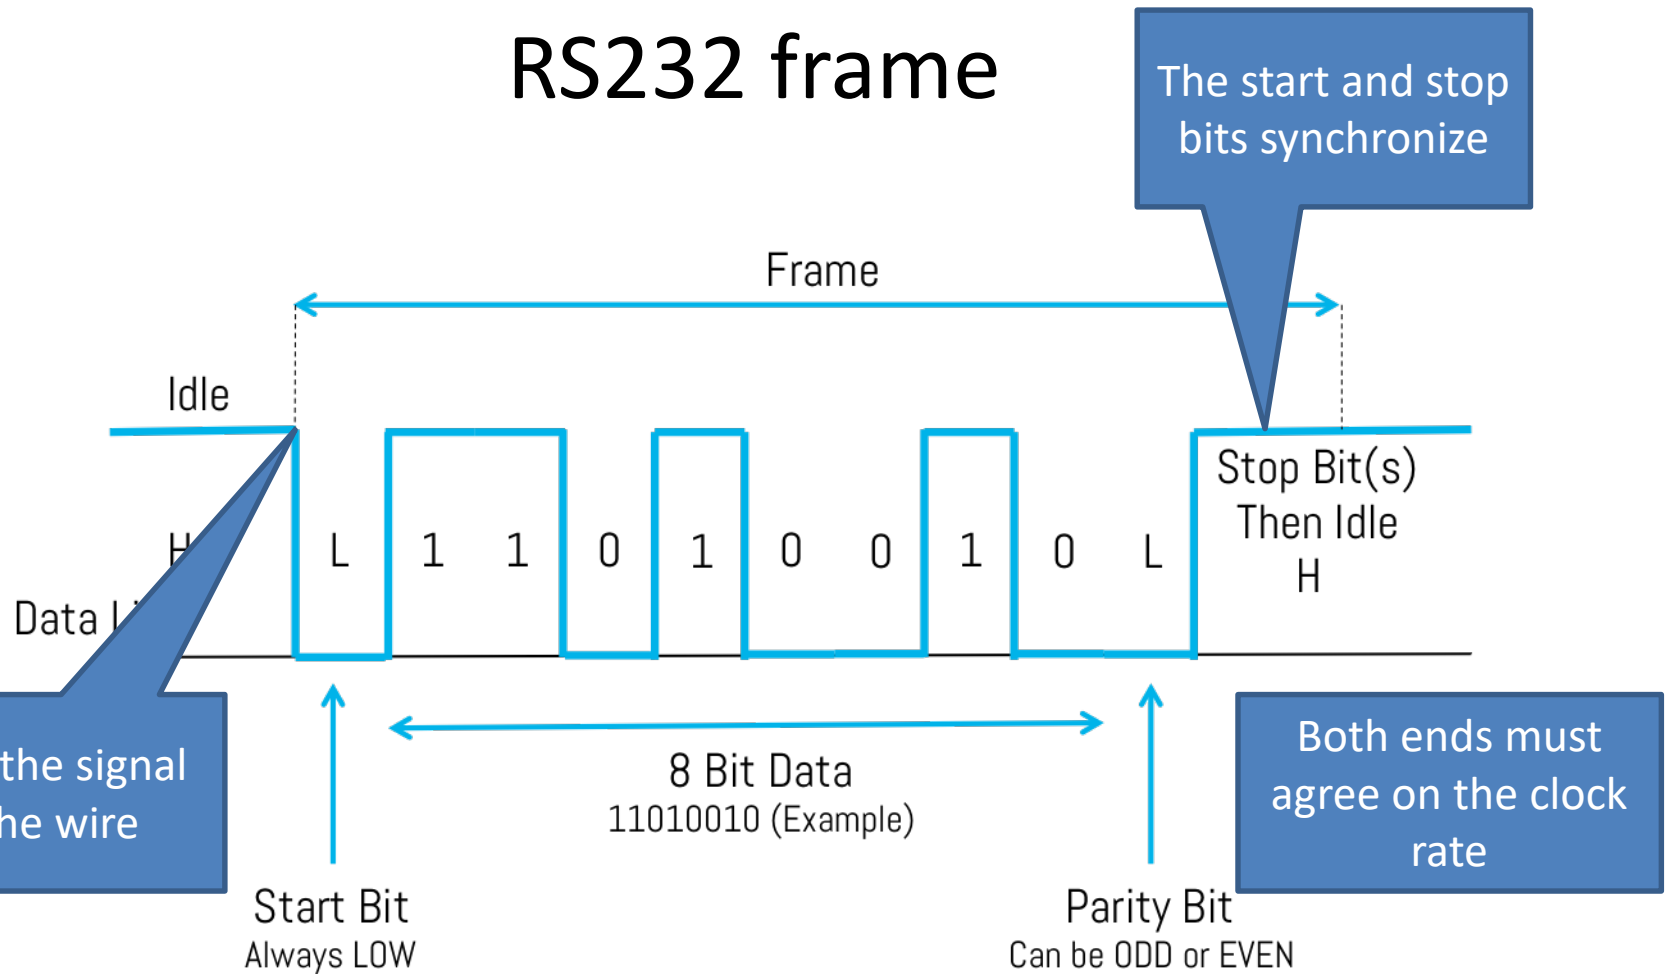 RS232 frame
The start and stop
bits synchronize
Frame
Idle
H L 1 1 0 1 0 0 1 0 L
Stop Bit(s)
Then Idle
H
Data
the signal
wire
8 Bit Data
11010010 (Example)
Both ends must
agree on the clock
rate
Start Bit
Always LOW
Parity Bit
Can be ODD or EVEN